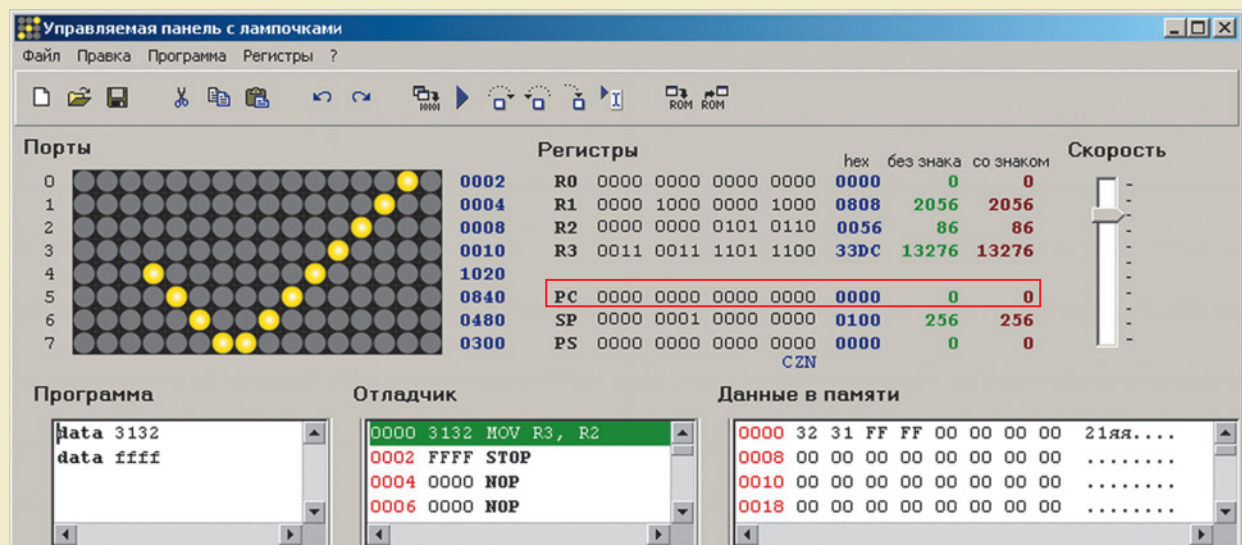 Управляемая панель с лампочками
Файл Правка Программа Регистры ?
ROM ROM
Порты Регистры hex без знака со знаком Скорость
0 0002 R0 0000 0000 0000 0000 0000 0 0
1 0004 R1 0000 1000 0000 1000 0808 2056 2056
2 0008 R2 0000 0000 0101 0110 0056 86 86
3 0010 R3 0011 0011 1101 1100 33DC 13276 13276
4 1020
5 0840 PC 0000 0000 0000 0000 0000 0 0
6 0480 SP 0000 0001 0000 0000 0100 256 256
7 0300 PS 0000 0000 0000 0000 0000 0 0
CZN
Программа Отладчик Данные в памяти
data 3132
data ffff
0000 3132 MOV R3, R2
0002 FFFF STOP
0004 0000 NOP
0006 0000 NOP
0000 32 31 FF FF 00 00 00 00 21яя....
0008 00 00 00 00 00 00 00 00 ........
0010 00 00 00 00 00 00 00 00 ........
0018 00 00 00 00 00 00 00 00 ........